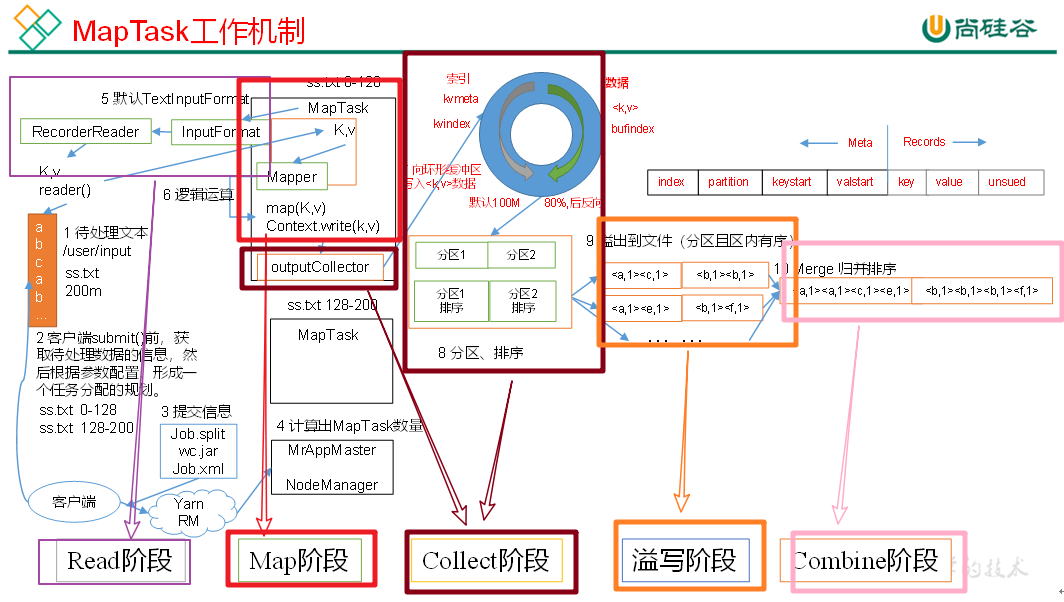 MapTask工作机制
尚硅谷
ss.txt 0-128
5 默认TextInputFormat
RecorderReader
InputFormat
MapTask
K,v
Mapper
K,v
reader()
6 逻辑运算
map(K,v)
Context.write(k,v)
outputCollector
a
b
c
a
b
...
1 待处理文本
/user/input
ss.txt
200m
2 客户端submit()前，获
取待处理数据的信息，然
后根据参数配置，形成一
个任务分配的规划。
ss.txt 0-128
ss.txt 128-200
3 提交信息
Job.split
wc.jar
Job.xml
客户端
Yarn
RM
ss.txt 128-200
MapTask
4 计算出MapTask数量
MrAppMaster
NodeManager
索引
kvmeta
kvindex
数据
<k,v>
bufindex
向环形缓冲区
写入<k,v>数据
默认100M
80%,后反向
分区1
分区2
分区1
排序
分区2
排序
8 分区、排序
Meta
Records
index
partition
keystart
valstart
key
value
unsued
9 溢出到文件（分区且区内有序）
<a,1><c,1>
<b,1><b,1>
<a,1><e,1>
<b,1><f,1>
... ...
10 Merge 归并排序
<a,1><a,1><c,1><e,1>
<b,1><b,1><b,1><f,1>
Read阶段
Map阶段
Collect阶段
溢写阶段
Combine阶段
的技术